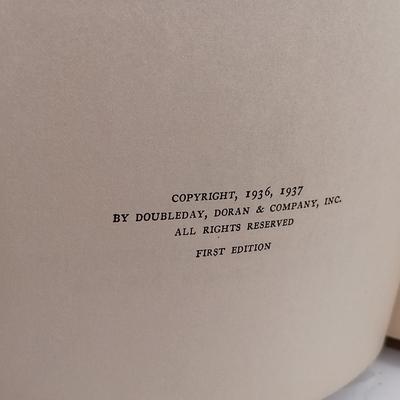 COPYRIGHT, 1936, 1937
BY DOUBLEDAY, DORAN & COMPANY, INC.
ALL RIGHTS RESERVED
FIRST EDITION